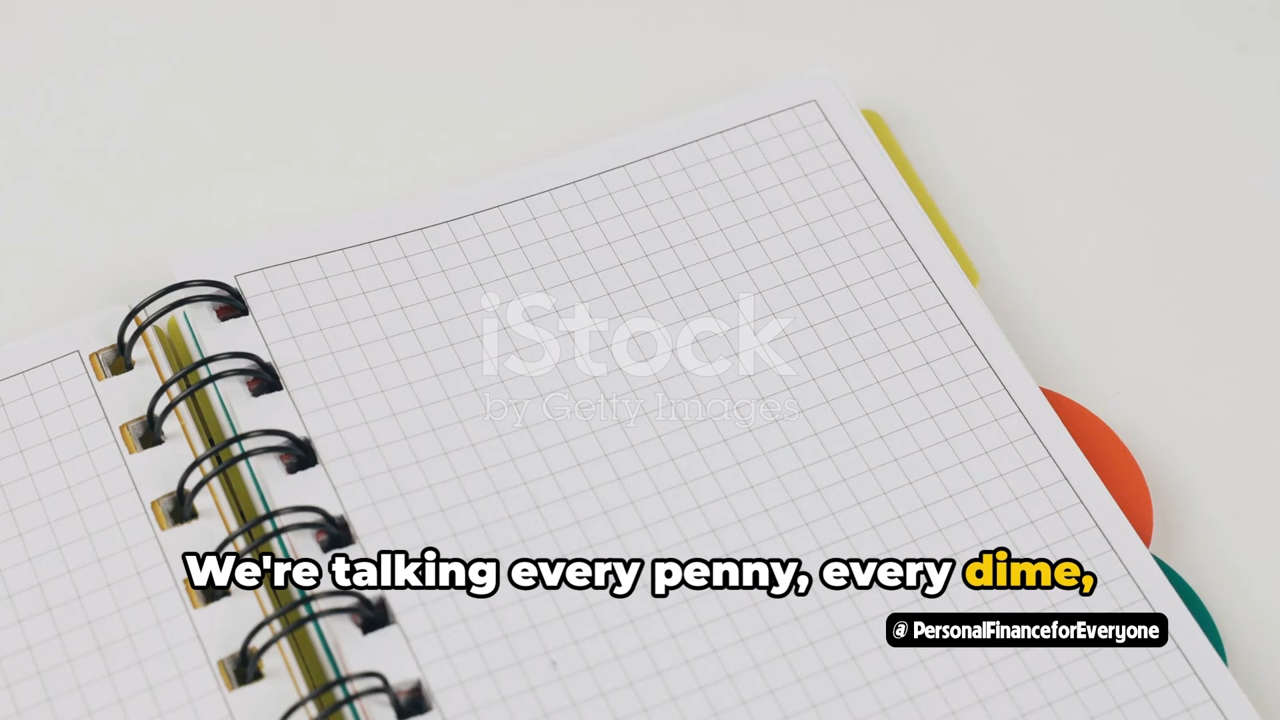 iStock
by Getty Images
We're talking every penny, every dime,
@ PersonalFinanceforEveryone